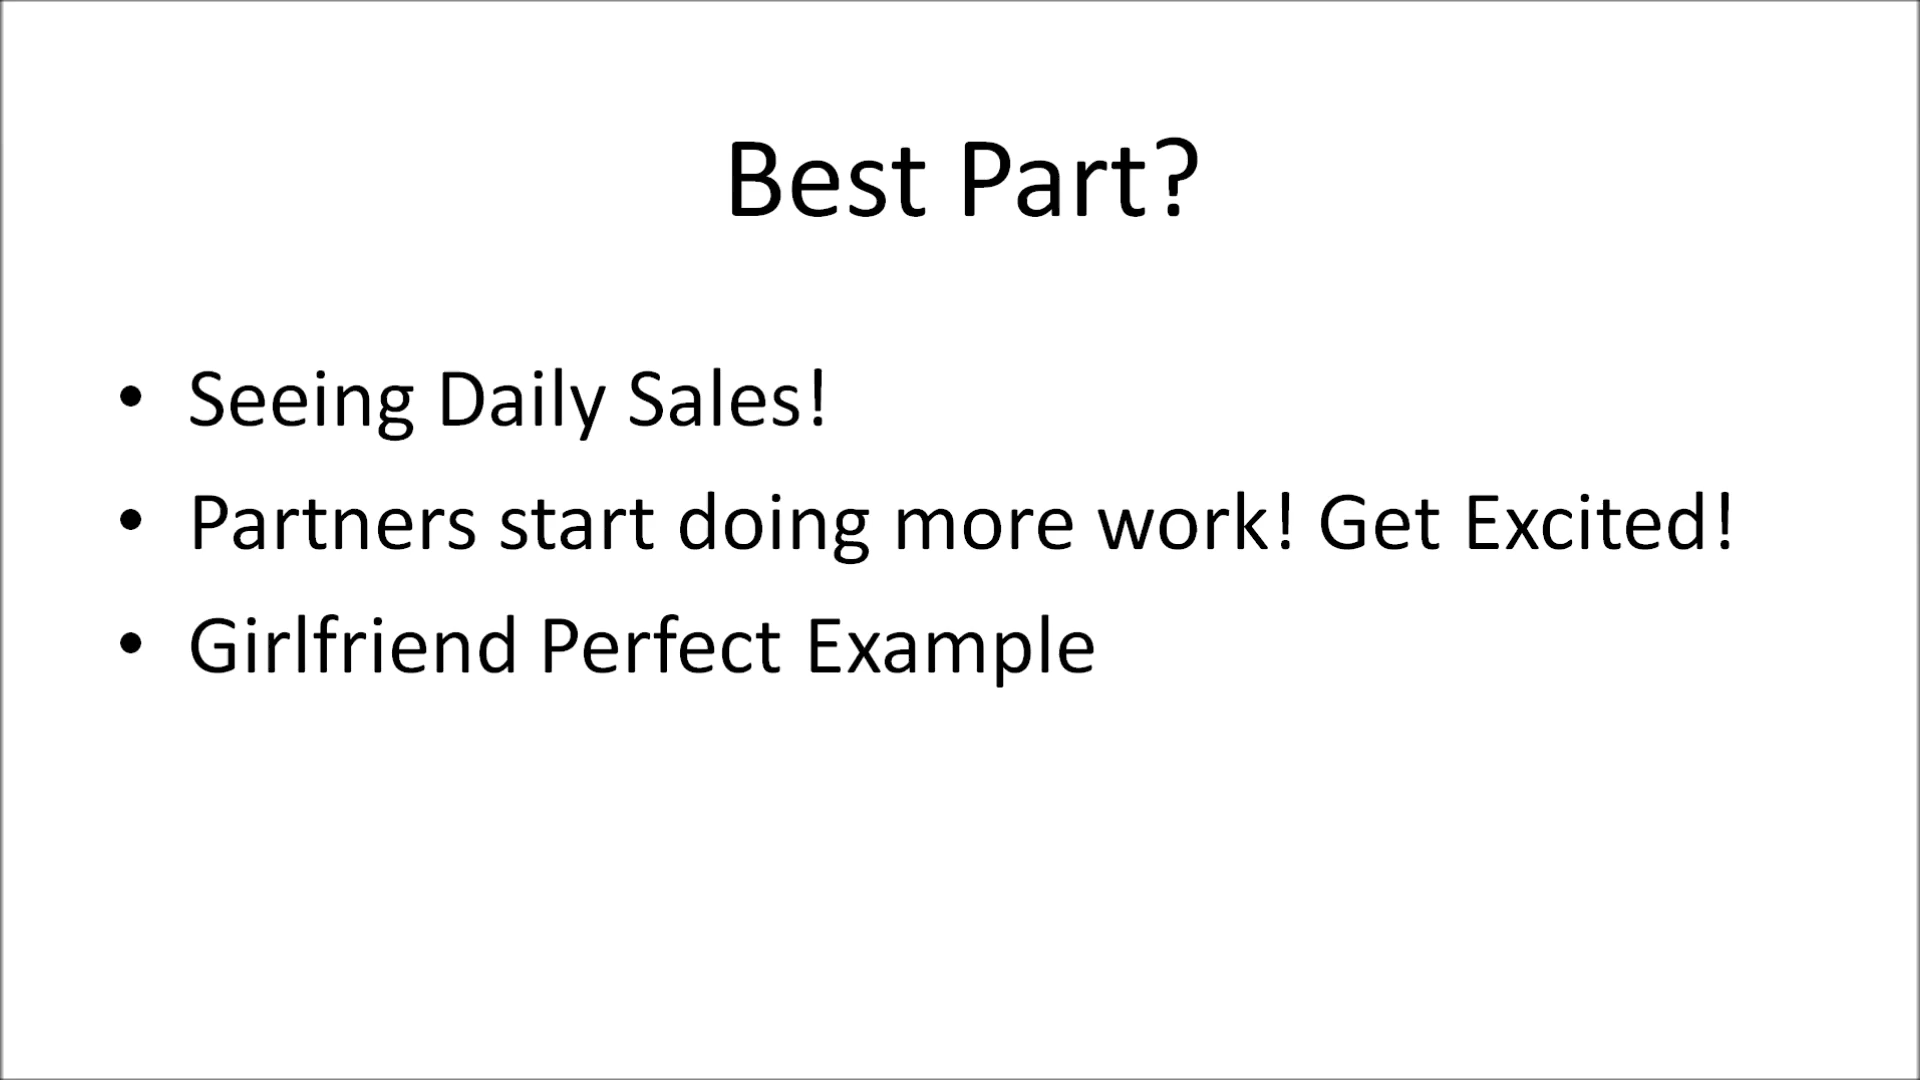 Best Part?
• Seeing Daily Sales!
• Partners start doing more work! Get Excited!
• Girlfriend Perfect Example